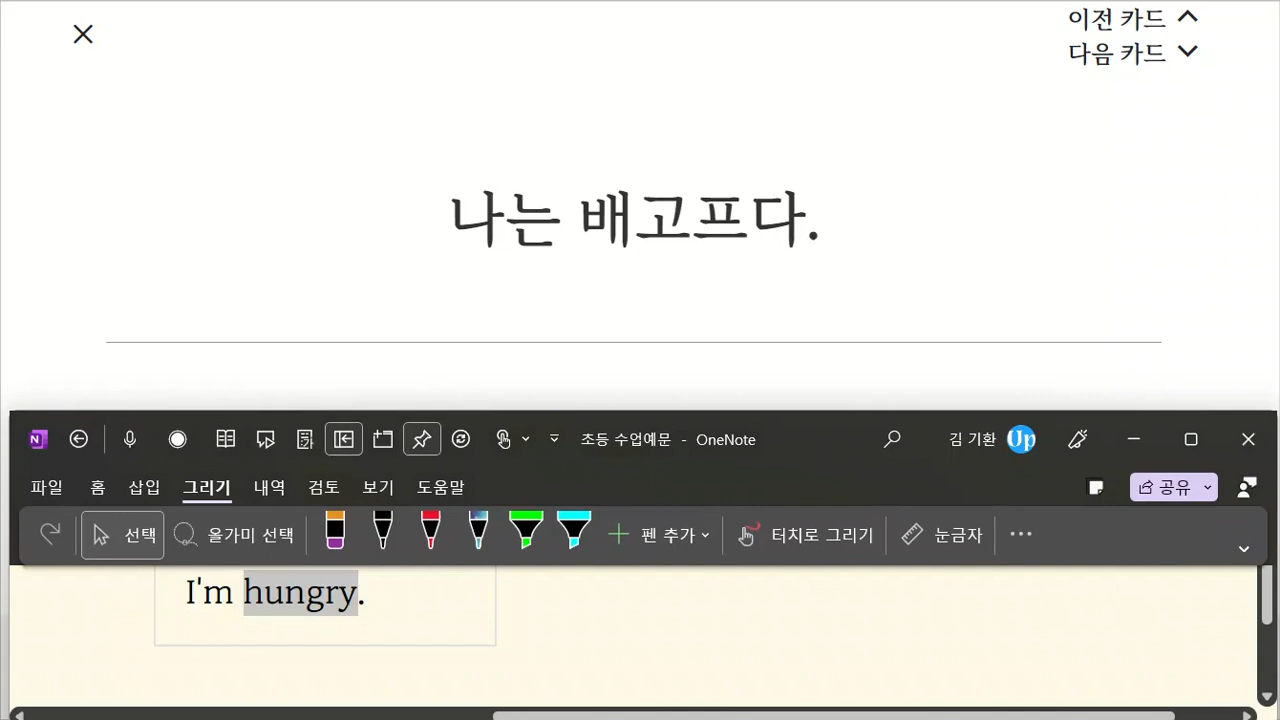 이전 카드
다음 카드
나는 배고프다.
초등 수업예문 - OneNote
김 기환
Up
파일 홈 삽입 그리기 내역 검토 보기 도움말
공유
선택 올가미 선택 펜 추가 터치로 그리기 눈금자
I'm hungry.